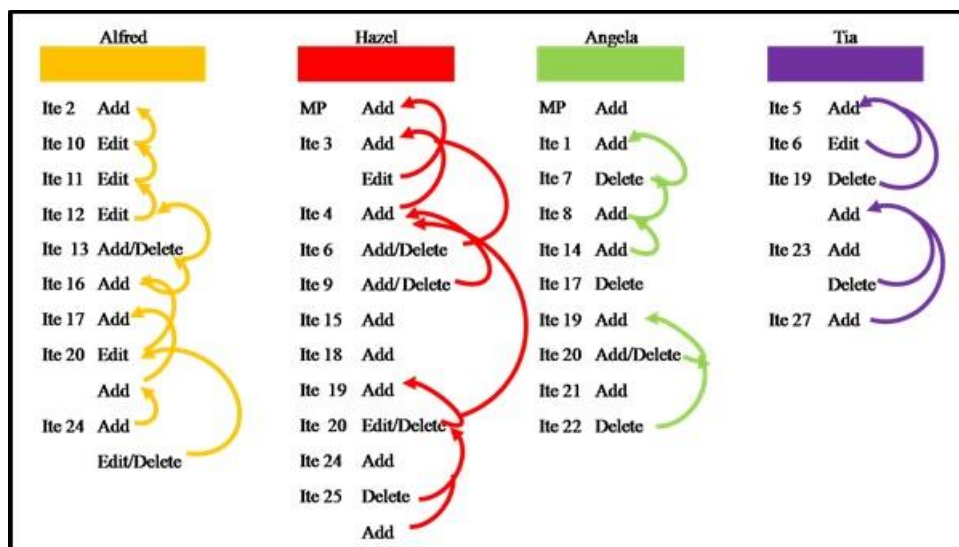 Alfred
Ite 2 Add
Ite 10 Edit
Ite 11 Edit
Ite 12 Edit
Ite 13 Add/Delete
Ite 16 Add
Ite 17 Add
Ite 20 Edit
Add
Ite 24 Add
Edit/Delete
Hazel
MP Add
Ite 3 Add
Edit
Ite 4 Add
Ite 6 Add/Delete
Ite 9 Add/ Delete
Ite 15 Add
Ite 18 Add
Ite 19 Add
Ite 20 Edit/Delete
Ite 24 Add
Ite 25 Delete
Add
Angela
MP Add
Ite 1 Add
Ite 7 Delete
Ite 8 Add
Ite 14 Add
Ite 17 Delete
Ite 19 Add
Ite 20 Add/Delete
Ite 21 Add
Ite 22 Delete
Tia
Ite 5 Add
Ite 6 Edit
Ite 19 Delete
Add
Ite 23 Add
Delete
Ite 27 Add